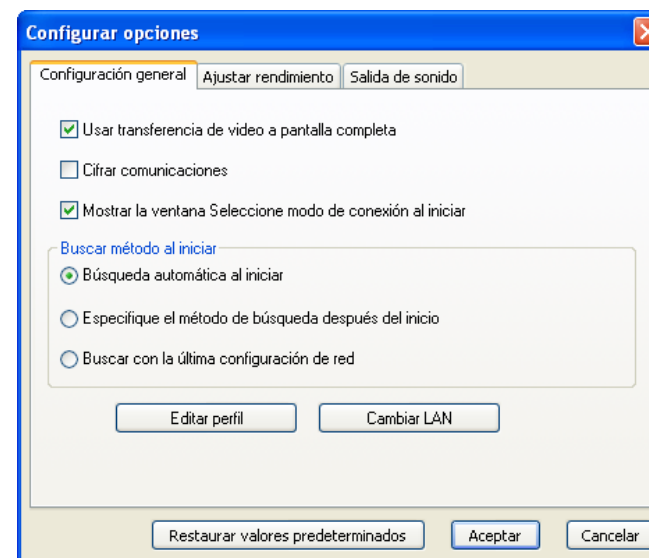 Configurar opciones
Configuración general Ajustar rendimiento Salida de sonido
Usar transferencia de video a pantalla completa
Cifrar comunicaciones
Mostrar la ventana Seleccione modo de conexión al iniciar
Buscar método al iniciar
Búsqueda automática al iniciar
Especifique el método de búsqueda después del inicio
Buscar con la última configuración de red
Editar perfil Cambiar LAN
Restaurar valores predeterminados Aceptar Cancelar